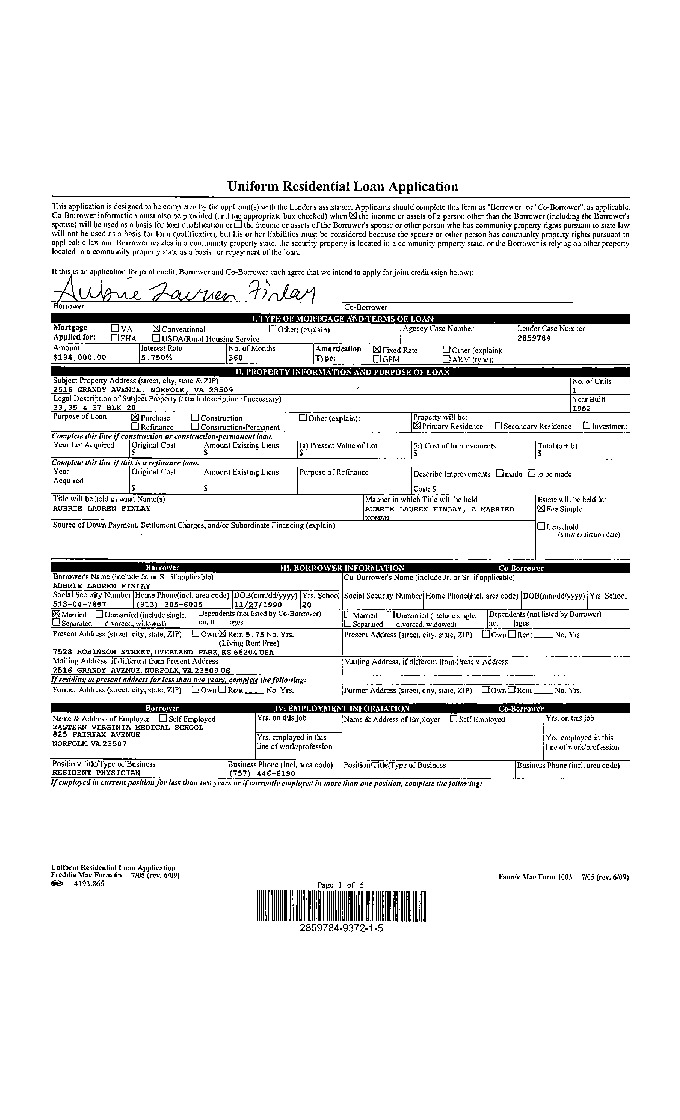 Uniform Residential Loan Application
This application is designed to be completed by the applicant(s) with the Lender's assistance. Applicants should complete this form as "Borrower" or "Co-Borrower", as applicable.
Co-Borrower information must also be provided (and the appropriate box checked) when ☒ the income or assets of a person other than the Borrower (including the Borrower's
spouse) will be used as a basis for loan qualification or ☐ the income or assets of the Borrower's spouse or other person who has community property rights pursuant to state law
will not be used as a basis for loan qualification, but his or her liabilities must be considered because the spouse or other person has community property rights pursuant to
applicable law and Borrower resides in a community property state, the security property is located in a community property state, or the Borrower is relying on other property
located in a community property state as a basis for repayment of the loan.
If this is an application for joint credit, Borrower and Co-Borrower each agree that we intend to apply for joint credit (sign below):
Aubrie Lauren Finlay
Borrower Co-Borrower
I. TYPE OF MORTGAGE AND TERMS OF LOAN
Mortgage ☐ VA ☒ Conventional ☐ Other (explain): Agency Case Number Lender Case Number
Applied for: ☐ FHA ☐ USDA/Rural Housing Service 2859784
Amount Interest Rate No. of Months Amortization ☒ Fixed Rate ☐ Other (explain):
5.750% 360 Type: ☐ GPM ☐ ARM (type):
II. PROPERTY INFORMATION AND PURPOSE OF LOAN
Subject Property Address (street, city, state & ZIP) No. of Units
2516 GRANDY AVENUE, NORFOLK, VA 23509 1
Legal Description of Subject Property (attach description if necessary) Year Built
33,35 & 37 BLK 20 1962
Purpose of Loan ☒ Purchase ☐ Construction ☐ Other (explain): Property will be:
☐ Refinance ☐ Construction-Permanent ☒ Primary Residence ☐ Secondary Residence ☐ Investment
Complete this line if construction or construction-permanent loan.
Year Lot Acquired Original Cost Amount Existing Liens (a) Present Value of Lot (b) Cost of Improvements Total (a+b)
$ $ $ $ $
Complete this line if this is a refinance loan.
Year Original Cost Amount Existing Liens Purpose of Refinance Describe Improvements ☐ made ☐ to be made
Acquired
$ $ Cost: $
Title will be held in what Name(s) Manner in which Title will be held Estate will be held in:
AUBRIE LAUREN FINLAY AUBRIE LAUREN FINLAY, A MARRIED ☒ Fee Simple
WOMAN
Source of Down Payment, Settlement Charges, and/or Subordinate Financing (explain) ☐ Leasehold
(show expiration date)
Borrower III. BORROWER INFORMATION Co-Borrower
Borrower's Name (include Jr. or Sr. if applicable) Co-Borrower's Name (include Jr. or Sr. if applicable)
AUBRIE LAUREN FINLAY
Social Security Number Home Phone (incl. area code) DOB (mm/dd/yyyy) Yrs. School Social Security Number Home Phone (incl. area code) DOB (mm/dd/yyyy) Yrs. School
11/27/1990 20
☒ Married ☐ Unmarried (include single, Dependents (not listed by Co-Borrower) ☐ Married ☐ Unmarried (include single, Dependents (not listed by Borrower)
☐ Separated divorced, widowed) no. ages ☐ Separated divorced, widowed) no. ages
Present Address (street, city, state, ZIP) ☐ Own ☒ Rent 5.75 No. Yrs. Present Address (street, city, state, ZIP) ☐ Own ☐ Rent No. Yrs.
(Living Rent Free)
7528 ROBINSON STREET, OVERLAND PARK, KS 66204 USA
Mailing Address, if different from Present Address Mailing Address, if different from Present Address
2516 GRANDY AVENUE, NORFOLK, VA 23509 US
If residing at present address for less than two years, complete the following:
Former Address (street, city, state, ZIP) ☐ Own ☐ Rent No. Yrs. Former Address (street, city, state, ZIP) ☐ Own ☐ Rent No. Yrs.
Borrower IV. EMPLOYMENT INFORMATION Co-Borrower
Name & Address of Employer ☐ Self Employed Yrs. on this job Name & Address of Employer ☐ Self Employed Yrs. on this job
EASTERN VIRGINIA MEDICAL SCHOOL
825 FAIRFAX AVENUE Yrs. employed in this Yrs. employed in this
NORFOLK VA 23507 line of work/profession line of work/profession
Position/Title/Type of Business Business Phone (incl. area code) Position/Title/Type of Business Business Phone (incl. area code)
RESIDENT PHYSICIAN (757) 446-6190
If employed in current position for less than two years or if currently employed in more than one position, complete the following:
Uniform Residential Loan Application
Freddie Mac Form 65 7/05 (rev. 6/09) Fannie Mae Form 1003 7/05 (rev. 6/09)
Page 1 of
2859784-9372-1-5